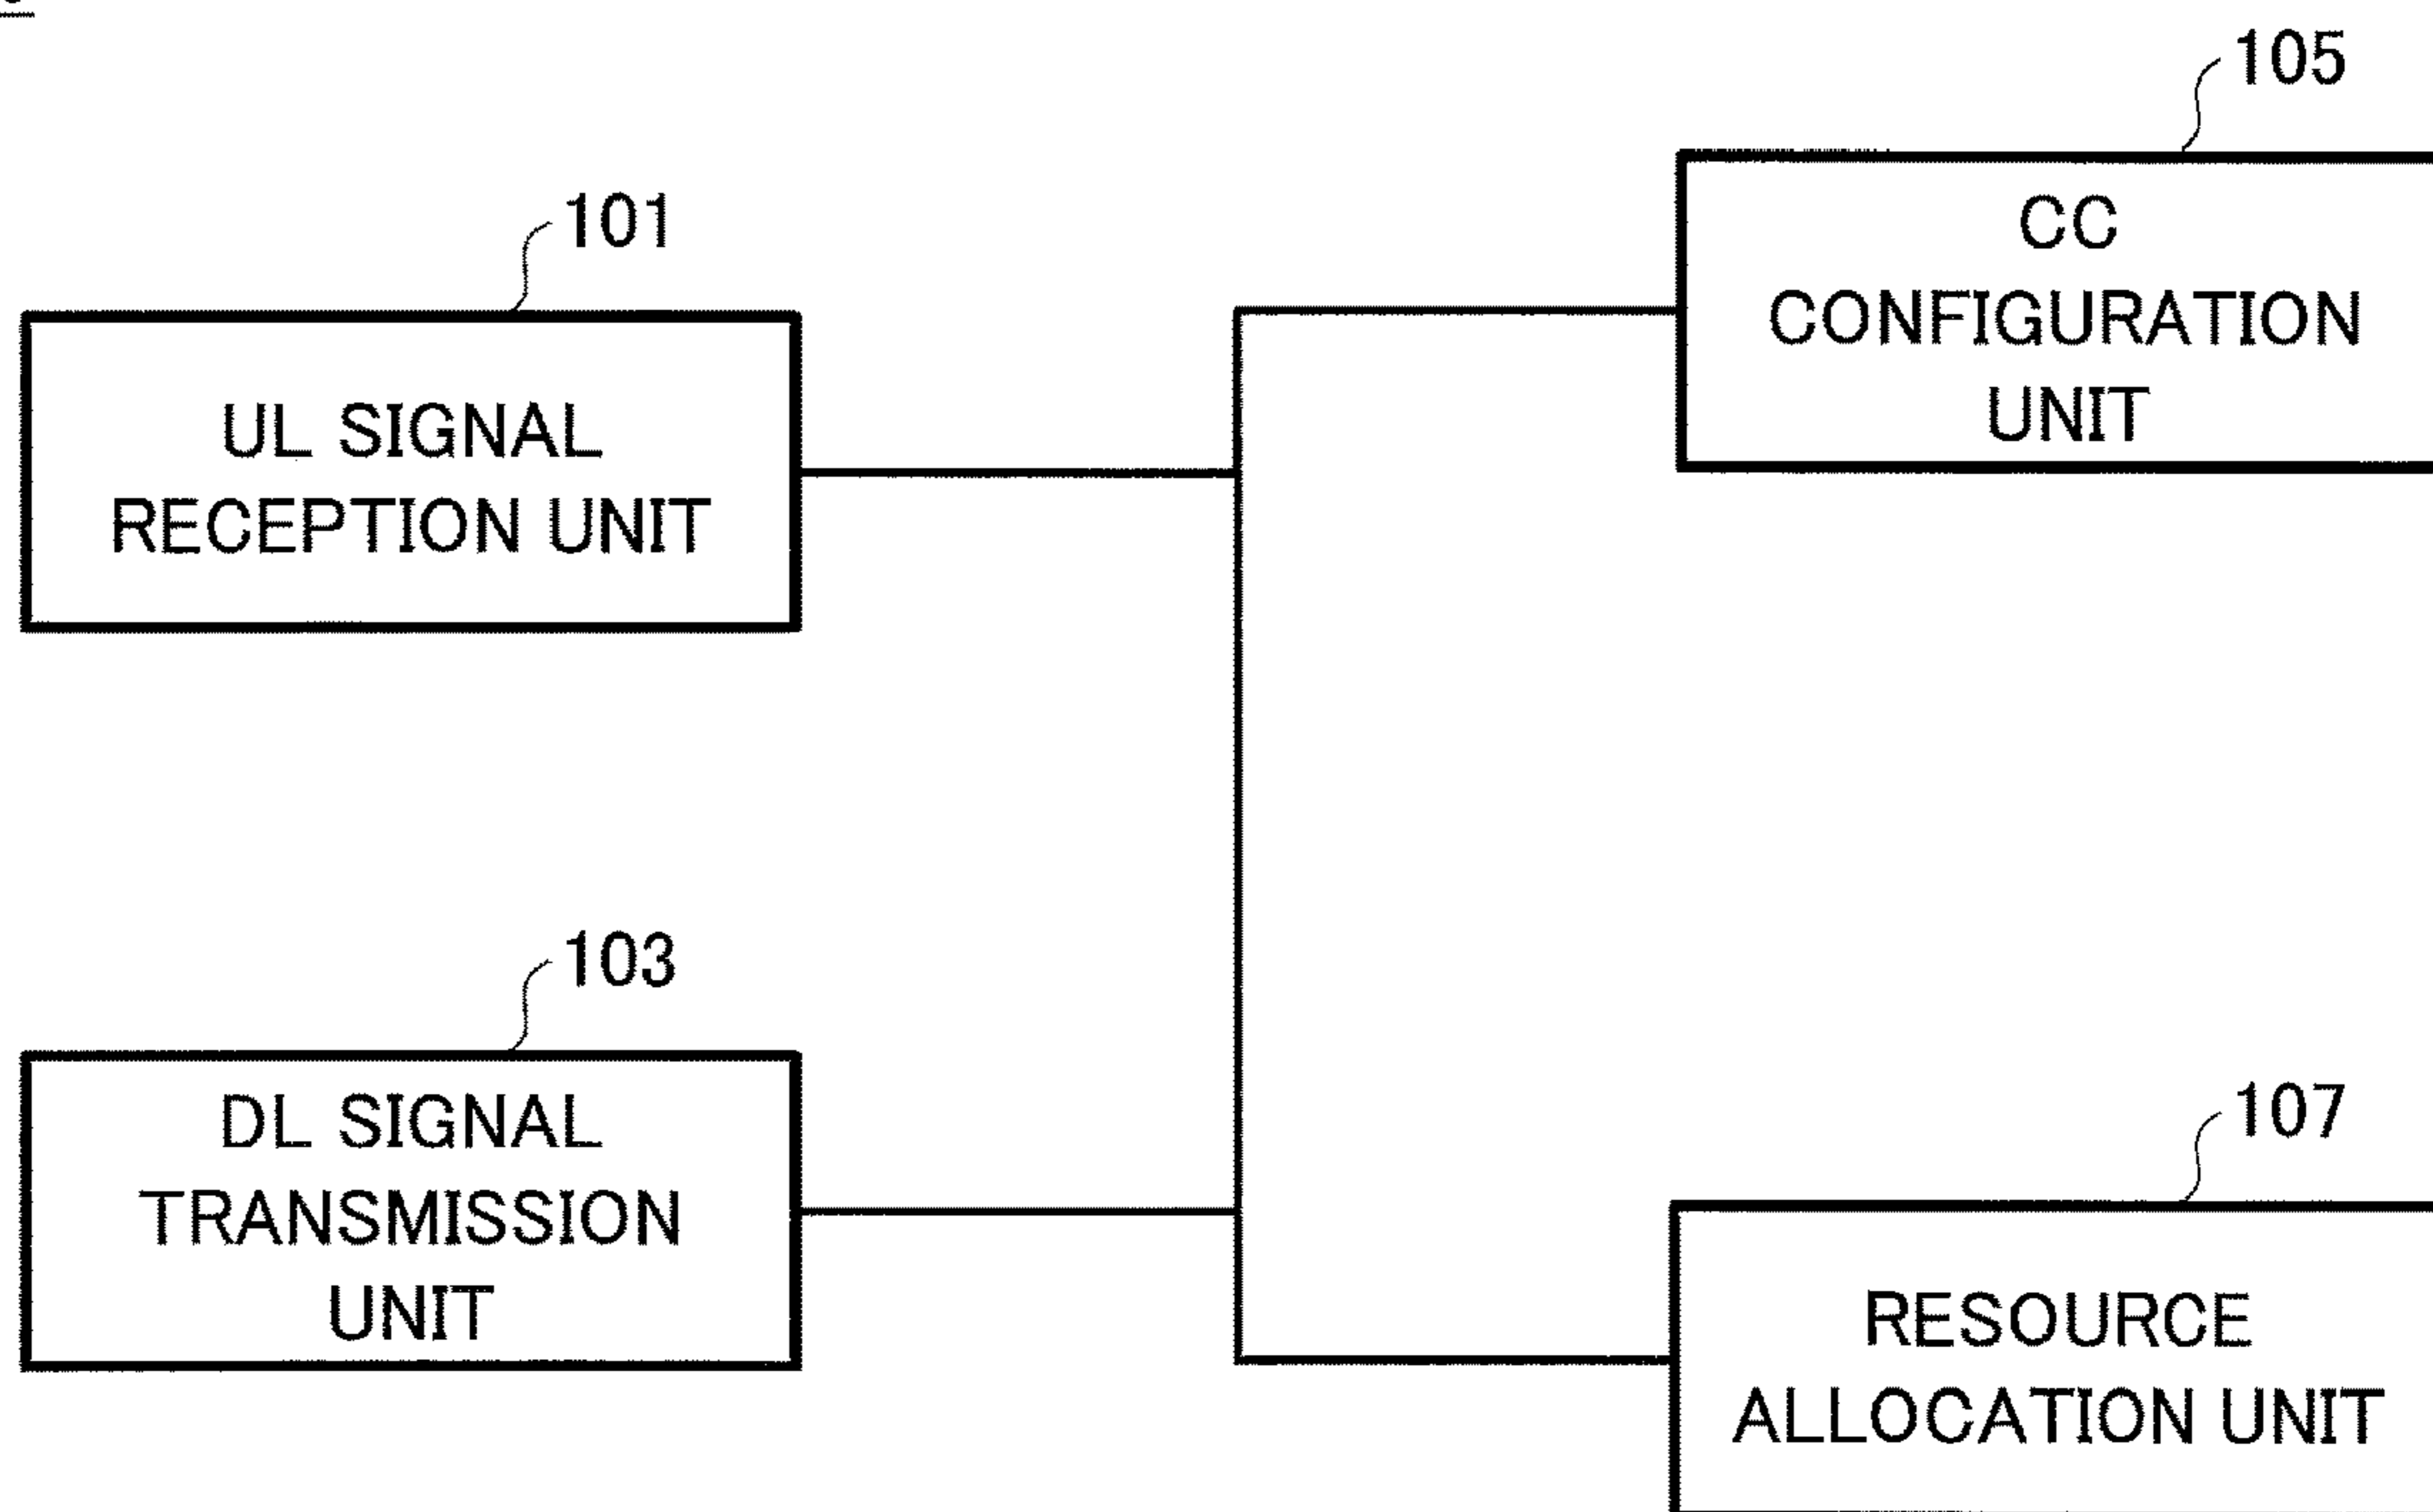 105
CC
CONFIGURATION
UNIT
101
UL SIGNAL
RECEPTION UNIT
103
DL SIGNAL
TRANSMISSION
UNIT
107
RESOURCE
ALLOCATION UNIT